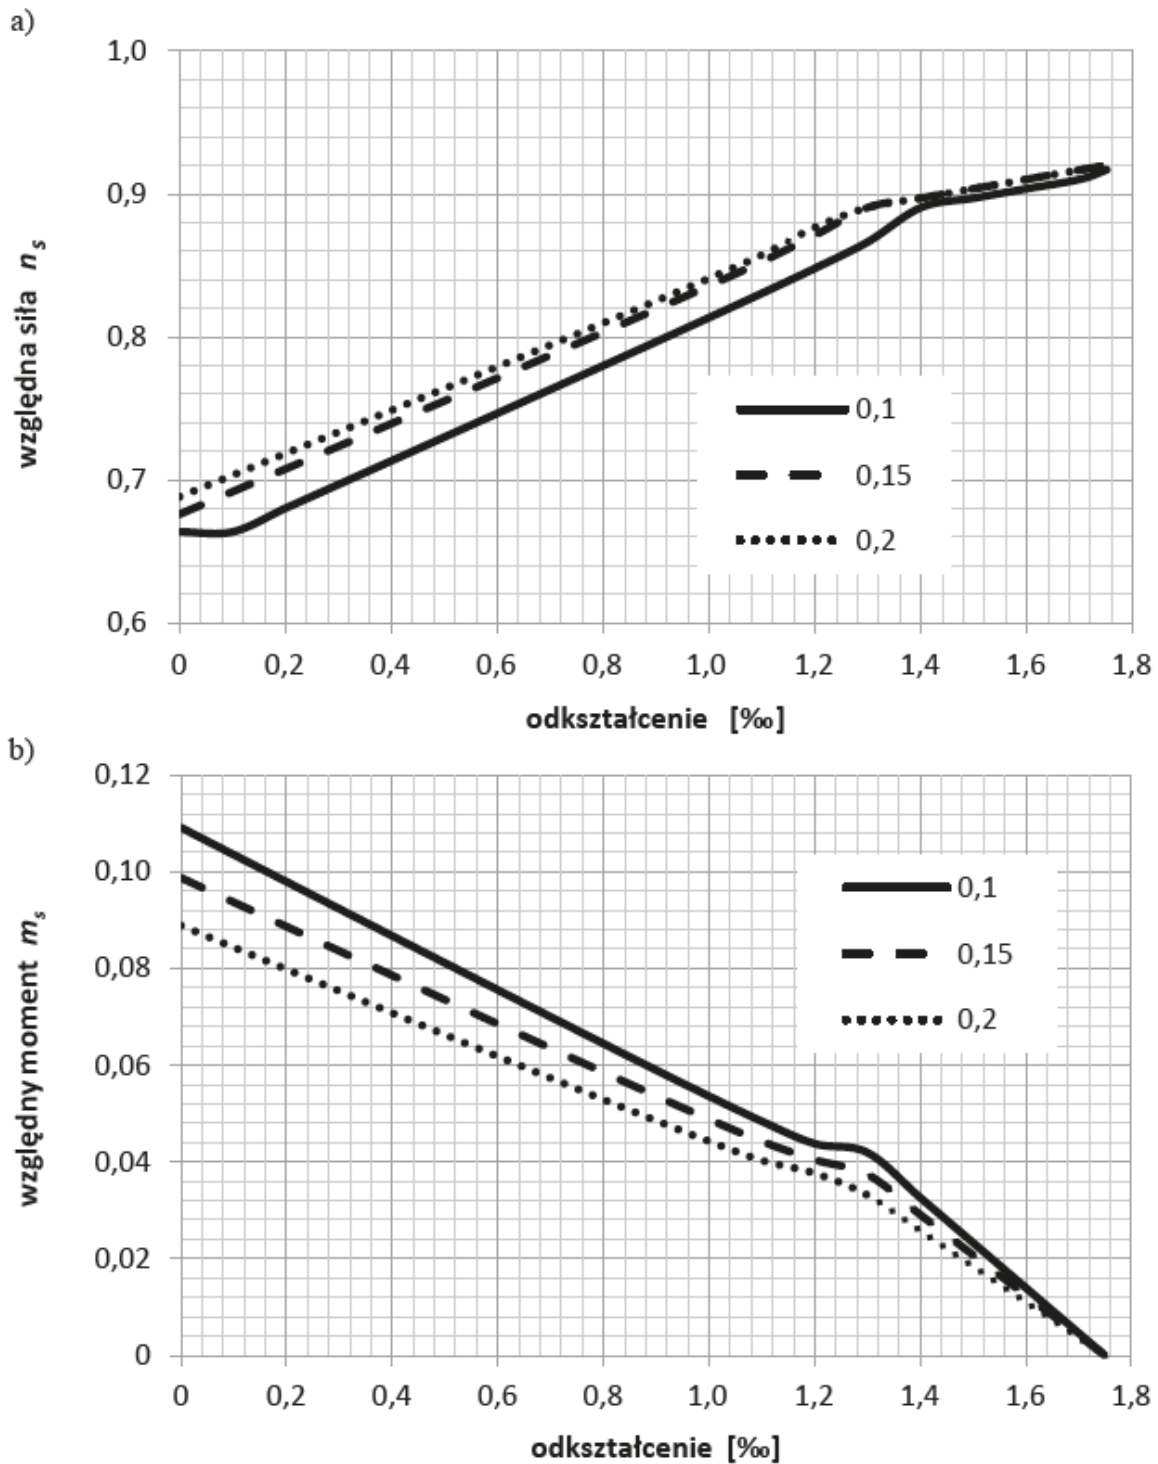 a)
1,0
0,9
0,8
0,7
0,6
względna siła n_s
0,1
0,15
0,2
0 0,2 0,4 0,6 0,8 1,0 1,2 1,4 1,6 1,8
odkształcenie [‰]
b)
0,12
0,10
0,08
0,06
0,04
0,02
0
względny moment m_s
0,1
0,15
0,2
0 0,2 0,4 0,6 0,8 1,0 1,2 1,4 1,6 1,8
odkształcenie [‰]